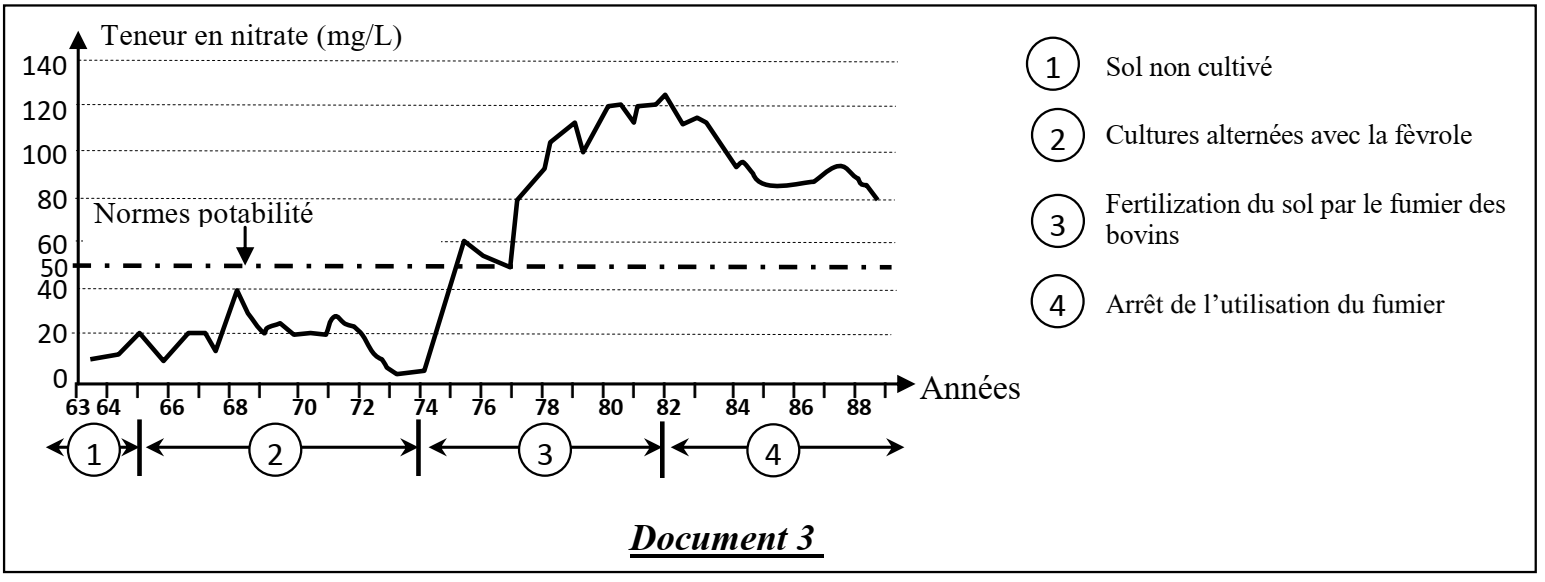 Teneur en nitrate (mg/L)
140
120
100
80
Normes potabilité
60
50
40
20
0
63 64 66 68 70 72 74 76 78 80 82 84 86 88
Années
1 2 3 4
1 Sol non cultivé
2 Cultures alternées avec la fèvrole
3 Fertilization du sol par le fumier des
bovins
4 Arrêt de l’utilisation du fumier
Document 3